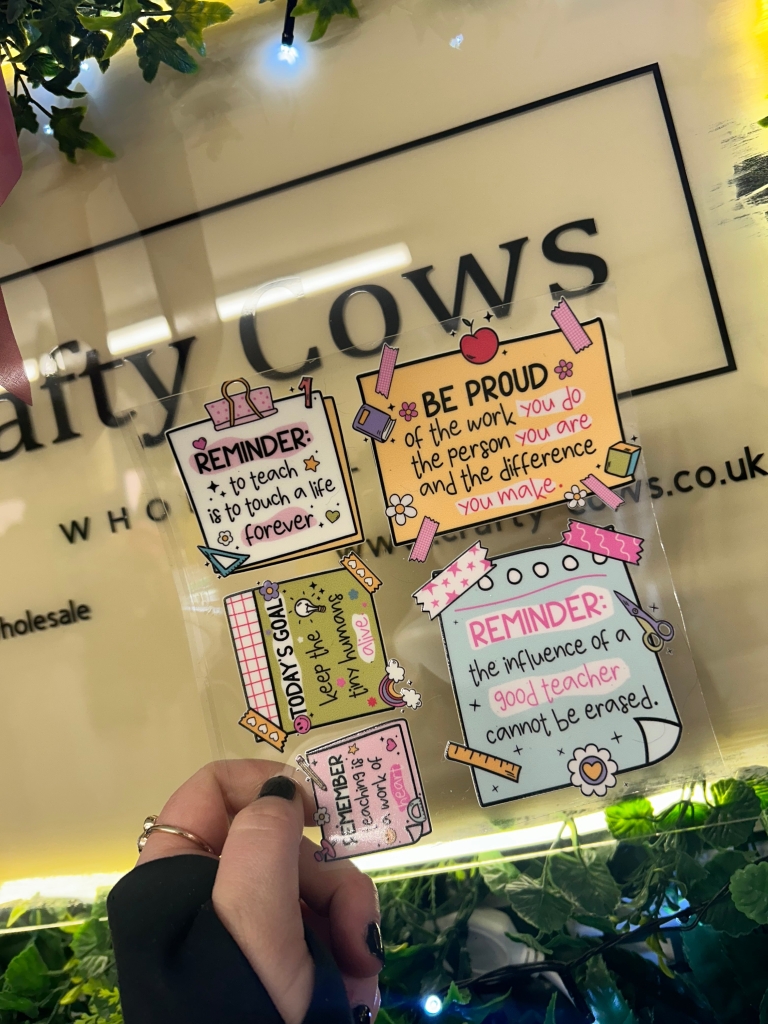 afty Cows
WHO
www.crafty-cows.co.uk
holesale
REMINDER:
to teach
is to touch a life
forever.
1
BE PROUD
of the work you do
the person you are
and the difference
you make.
TODAY'S GOAL
keep the
tiny humans
alive
REMINDER:
the influence of a
good teacher
cannot be erased.
REMEMBER
teaching is
a work of
heart